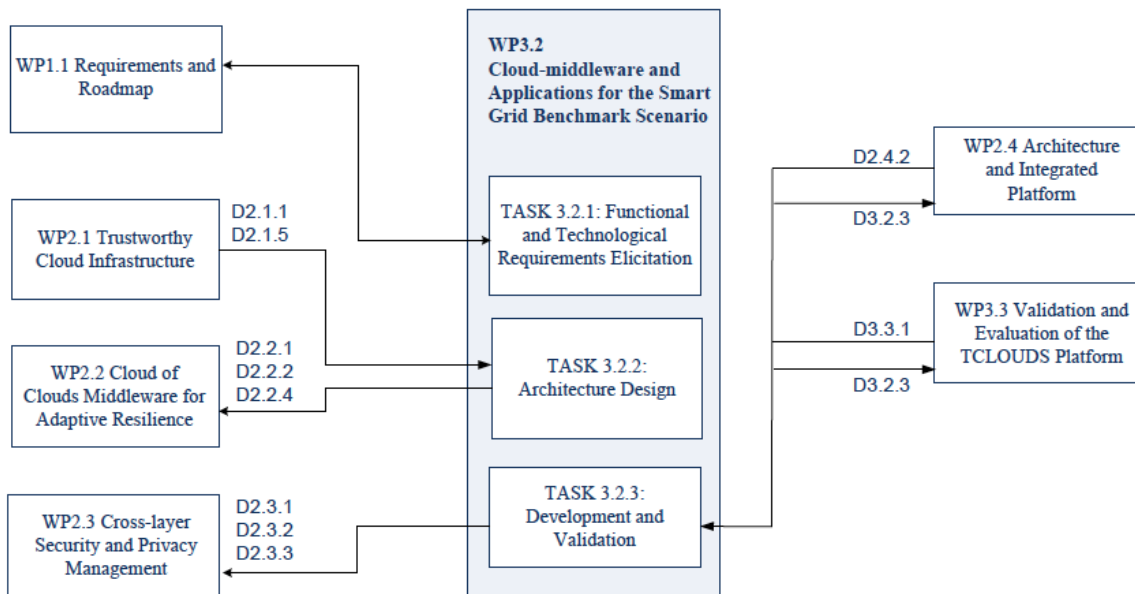 WP1.1 Requirements and
Roadmap
WP2.1 Trustworthy
Cloud Infrastructure
D2.1.1
D2.1.5
WP2.2 Cloud of
Clouds Middleware for
Adaptive Resilience
D2.2.1
D2.2.2
D2.2.4
WP2.3 Cross-layer
Security and Privacy
Management
D2.3.1
D2.3.2
D2.3.3
WP3.2
Cloud-middleware and
Applications for the Smart
Grid Benchmark Scenario
TASK 3.2.1: Functional
and Technological
Requirements Elicitation
TASK 3.2.2:
Architecture Design
TASK 3.2.3:
Development and
Validation
D2.4.2
D3.2.3
WP2.4 Architecture
and Integrated
Platform
D3.3.1
D3.2.3
WP3.3 Validation and
Evaluation of the
TCLOUDS Platform